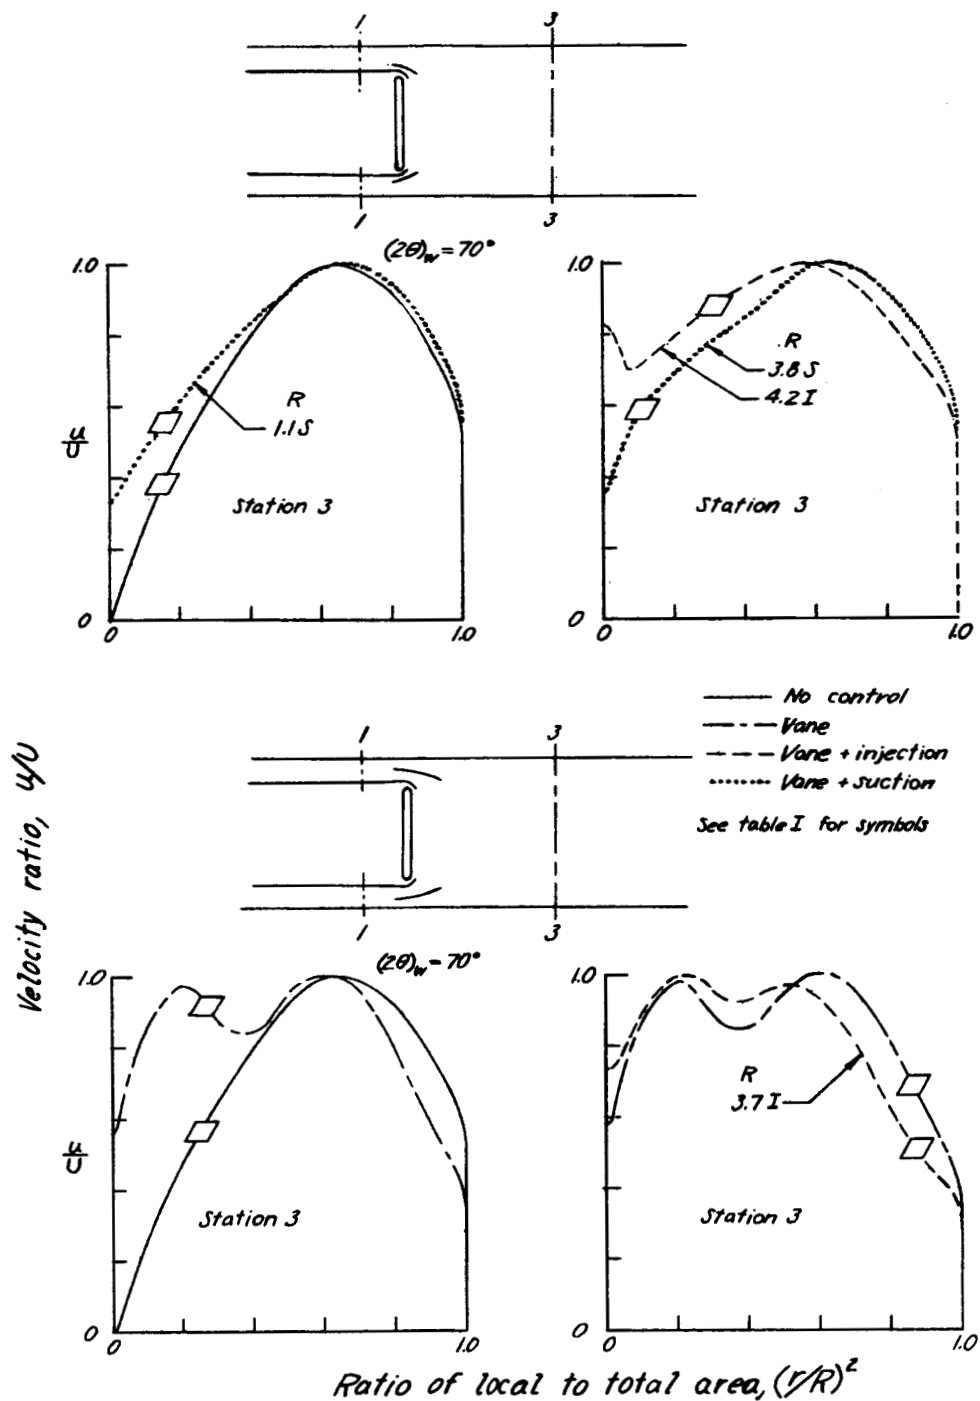 1 3
1 3
(2θ)w = 70°
1.0
u/U
R
1.1 S
Station 3
0
0 1.0
1.0
R
3.8 S
4.2 I
Station 3
0
0 1.0
No control
Vane
Vane + injection
Vane + suction
See table I for symbols
Velocity ratio, u/U
1 3
1 3
(2θ)w = 70°
1.0
u/U
Station 3
0
0 1.0
1.0
R
3.7 I
Station 3
0
0 1.0
Ratio of local to total area, (r/R)²